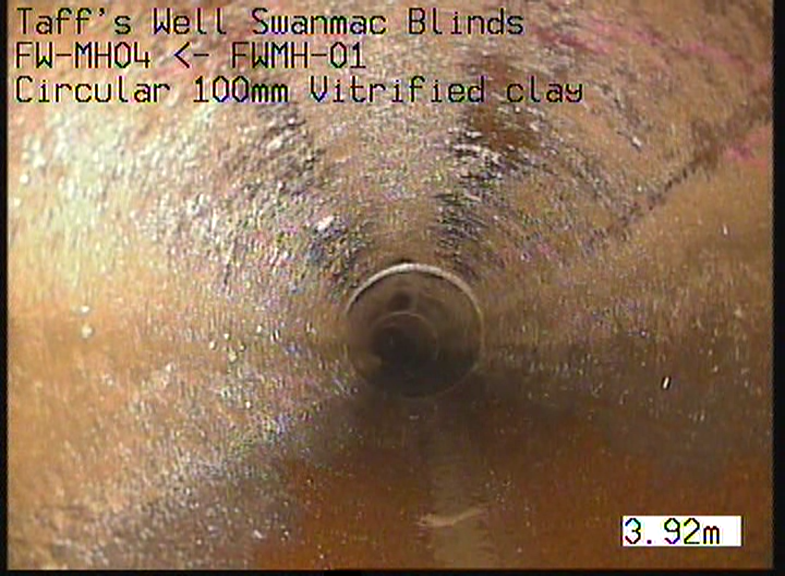 Taff's Well Swanmac Blinds
FW-MH04 <- FWMH-01
Circular 100mm Vitrified clay
3.92m